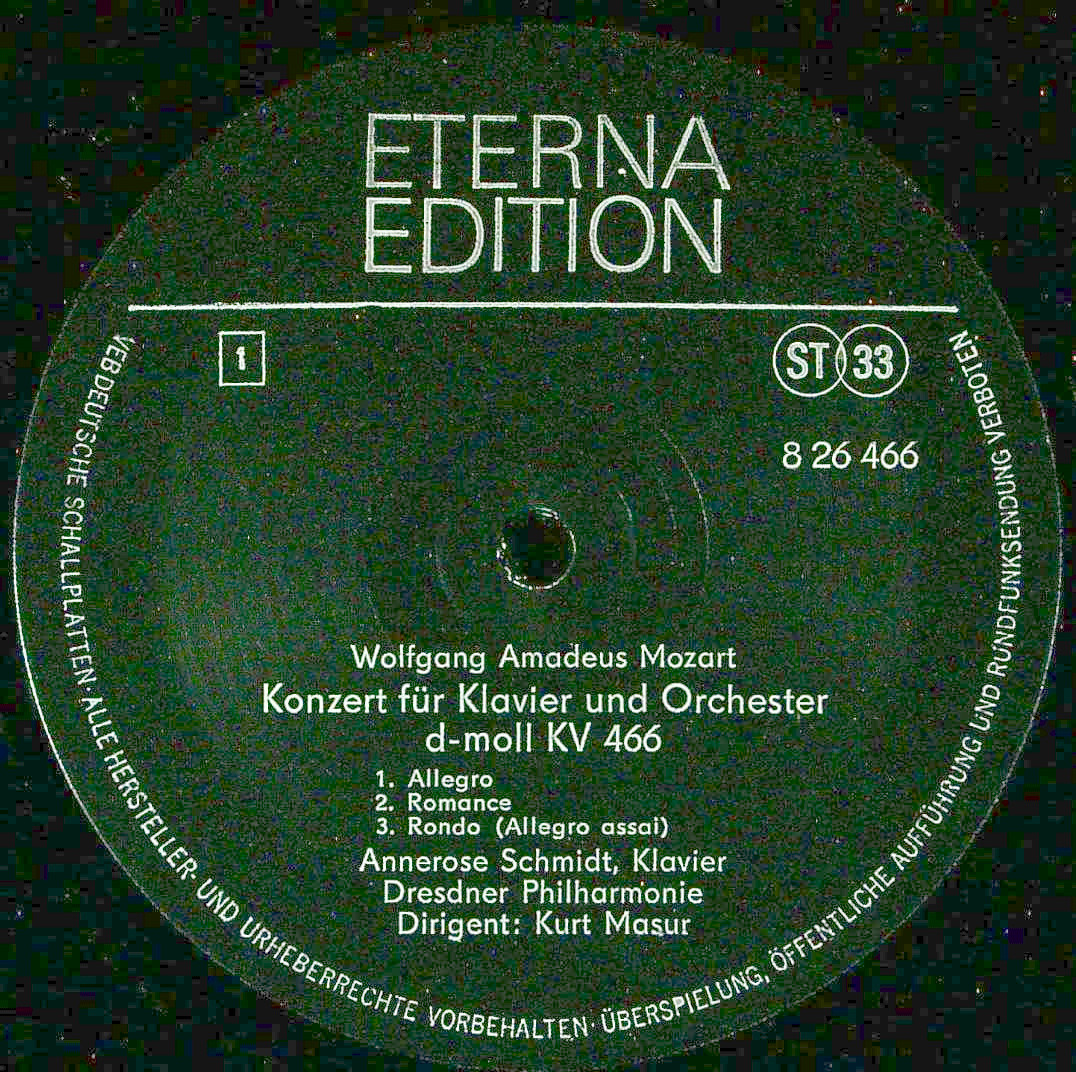 ETERNA
EDITION
1
ST 33
8 26 466
Wolfgang Amadeus Mozart
Konzert für Klavier und Orchester
d-moll KV 466
1. Allegro
2. Romance
3. Rondo (Allegro assai)
Annerose Schmidt, Klavier
Dresdner Philharmonie
Dirigent: Kurt Masur
VEB DEUTSCHE SCHALLPLATTEN · ALLE HERSTELLER- UND URHEBERRECHTE VORBEHALTEN · ÜBERSPIELUNG, ÖFFENTLICHE AUFFÜHRUNG UND RUNDFUNKSENDUNG VERBOTEN